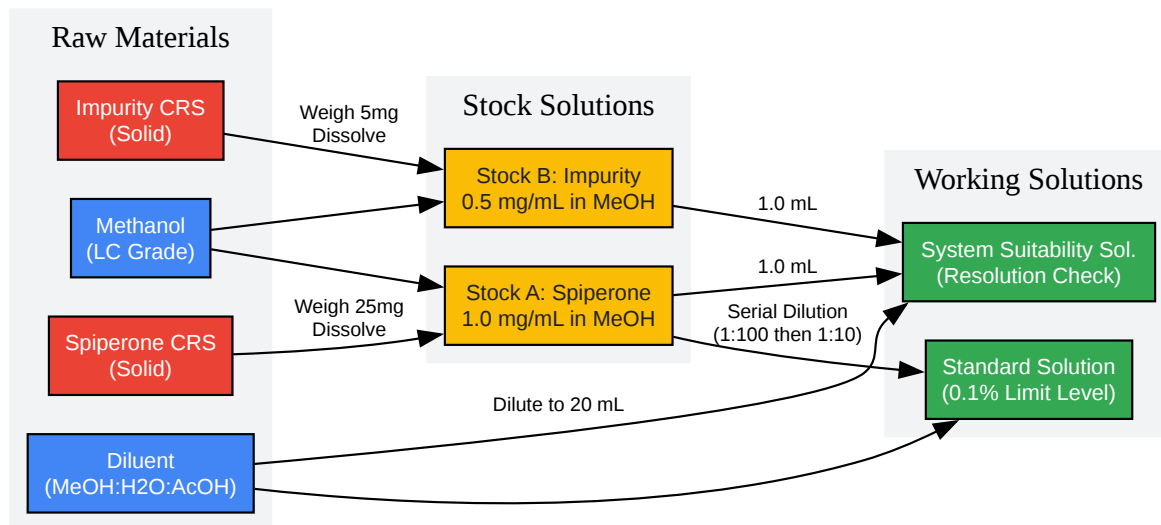 Raw Materials
Impurity CRS
(Solid)
Methanol
(LC Grade)
Spiperone CRS
(Solid)
Diluent
(MeOH:H2O:AcOH)
Weigh 5mg
Dissolve
Weigh 25mg
Dissolve
Stock Solutions
Stock B: Impurity
0.5 mg/mL in MeOH
Stock A: Spiperone
1.0 mg/mL in MeOH
1.0 mL
1.0 mL
Serial Dilution
(1:100 then 1:10)
Dilute to 20 mL
Working Solutions
System Suitability Sol.
(Resolution Check)
Standard Solution
(0.1% Limit Level)